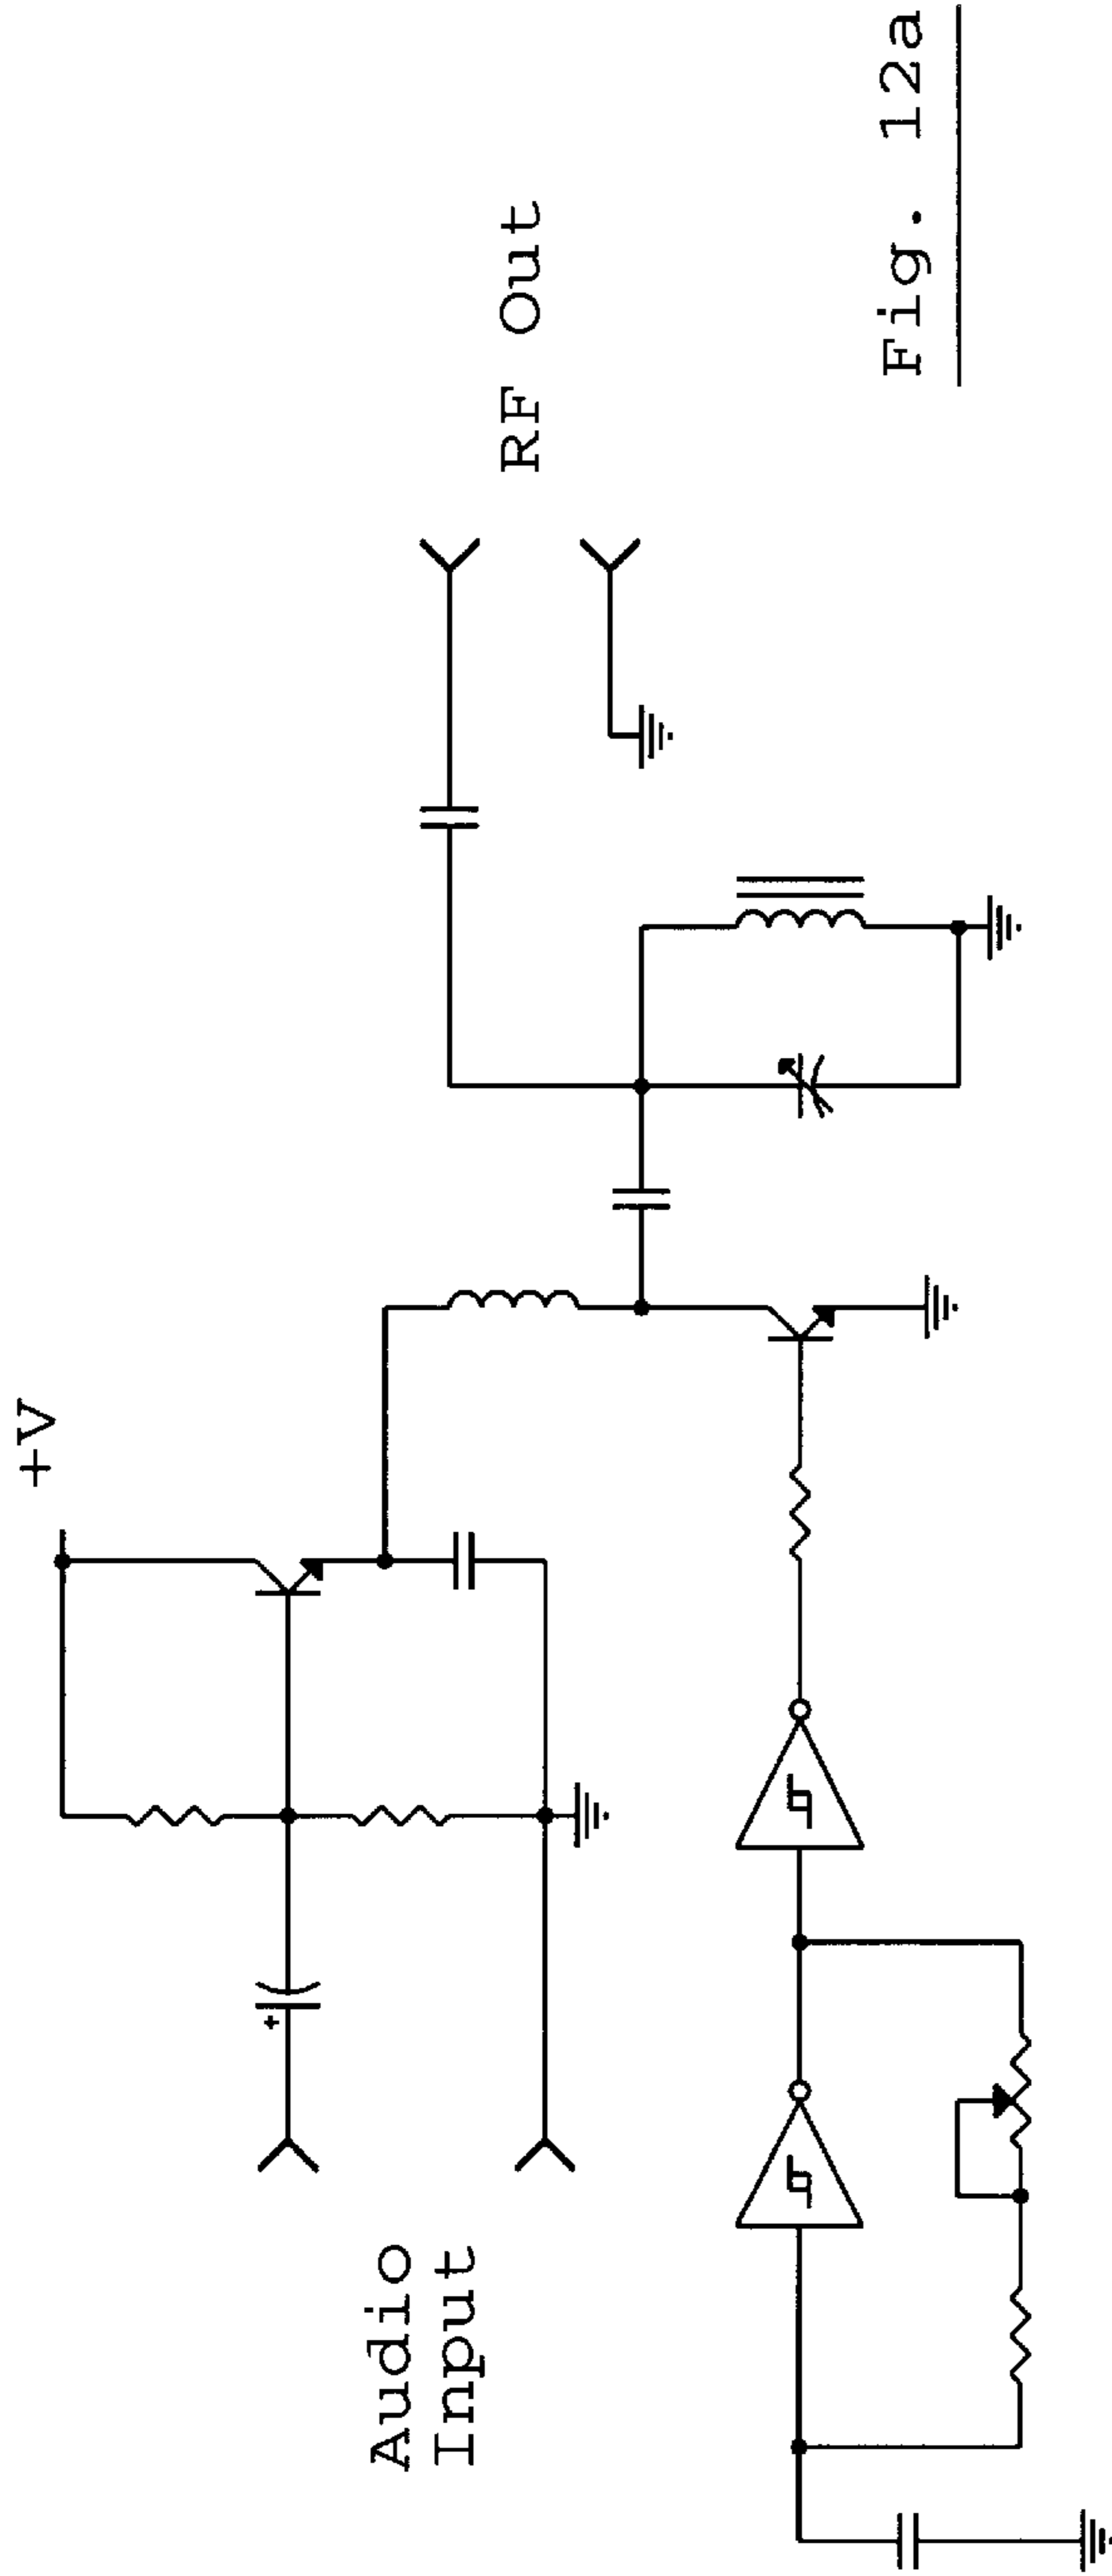 +V
Audio
Input
RF Out
Fig. 12a